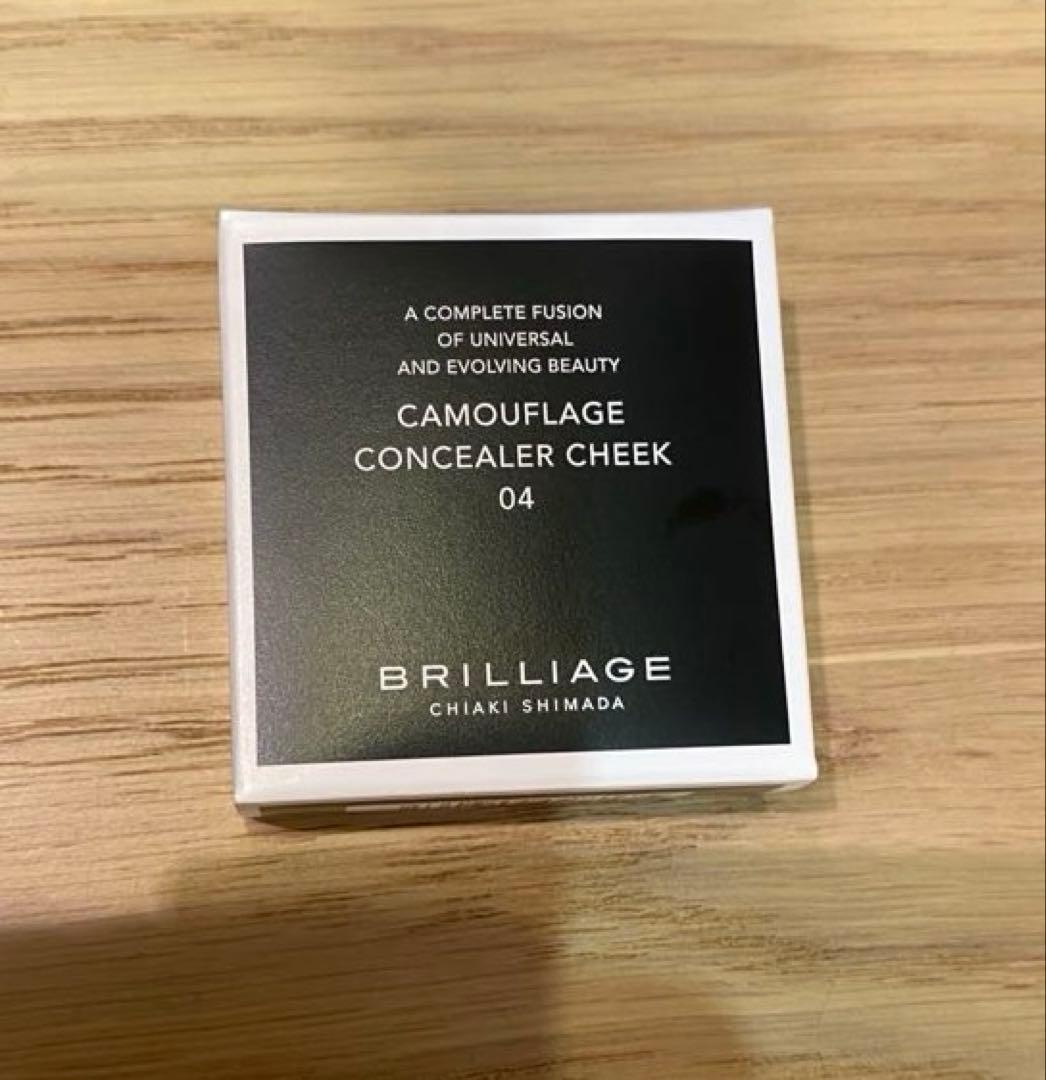 A COMPLETE FUSION
OF UNIVERSAL
AND EVOLVING BEAUTY
CAMOUFLAGE
CONCEALER CHEEK
04
BRILLIAGE
CHIAKI SHIMADA